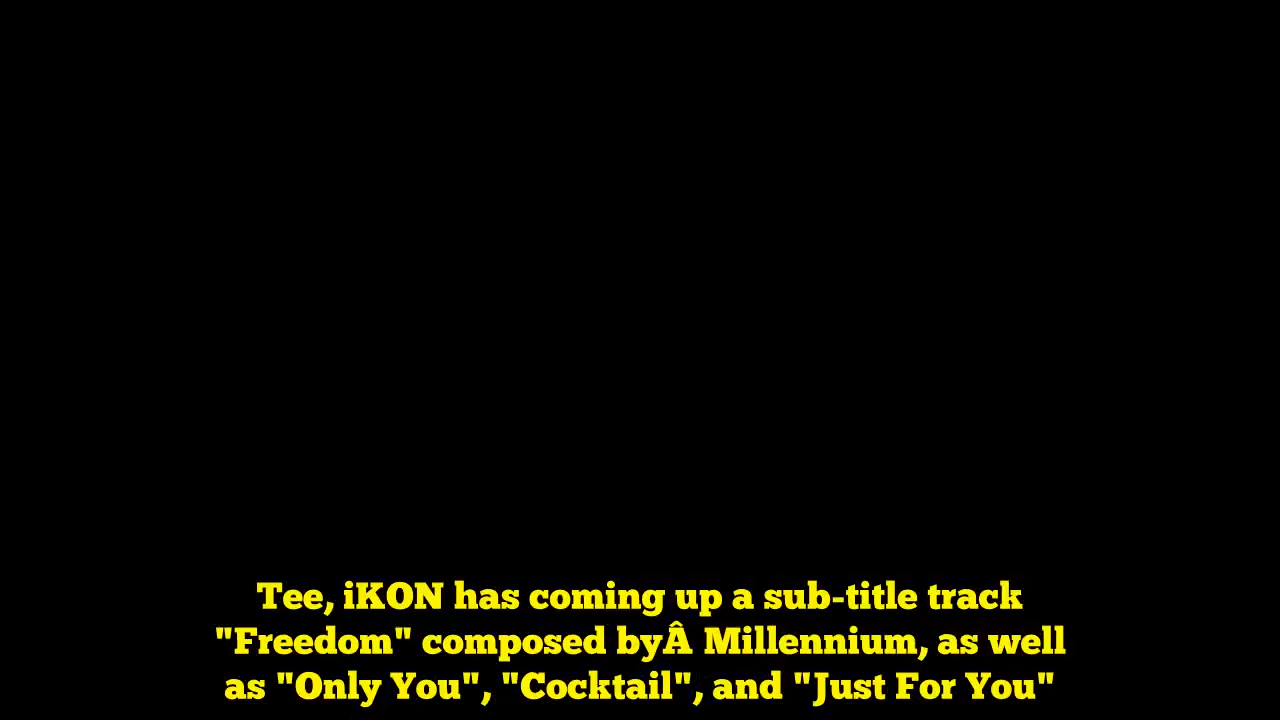 Tee, iKON has coming up a sub-title track
"Freedom" composed byÂ Millennium, as well
as "Only You", "Cocktail", and "Just For You"